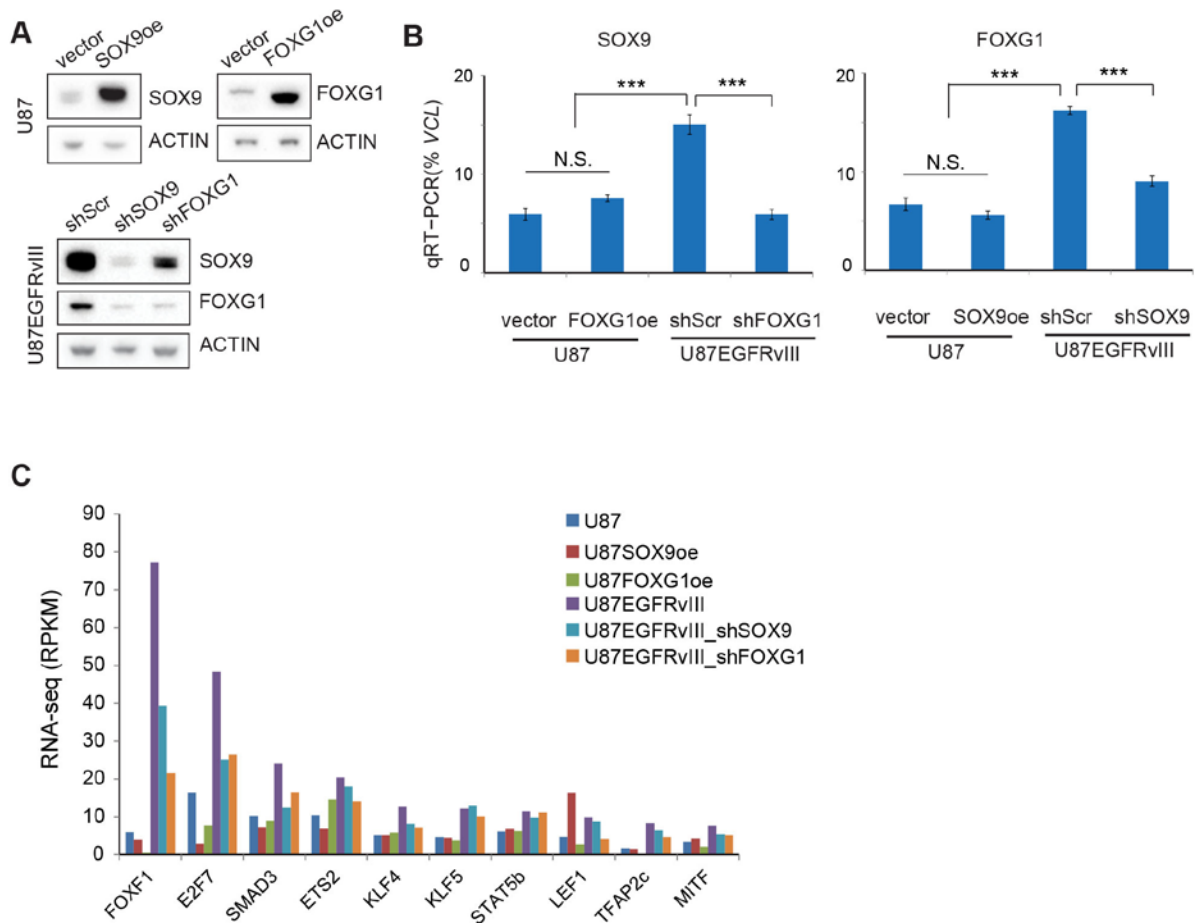 A
vector SOX9oe
vector FOXG1oe
U87
SOX9
FOXG1
ACTIN
ACTIN
shScr shSOX9 shFOXG1
U87EGFRvIII
SOX9
FOXG1
ACTIN
B
SOX9
qRT-PCR(% VCL)
20
10
0
N.S.
***
***
vector FOXG1oe shScr shFOXG1
U87 U87EGFRvIII
FOXG1
20
10
0
N.S.
***
***
vector SOX9oe shScr shSOX9
U87 U87EGFRvIII
C
RNA-seq (RPKM)
90
80
70
60
50
40
30
20
10
0
U87
U87SOX9oe
U87FOXG1oe
U87EGFRvIII
U87EGFRvIII_shSOX9
U87EGFRvIII_shFOXG1
FOXF1 E2F7 SMAD3 ETS2 KLF4 KLF5 STAT5b LEF1 TFAP2c MITF